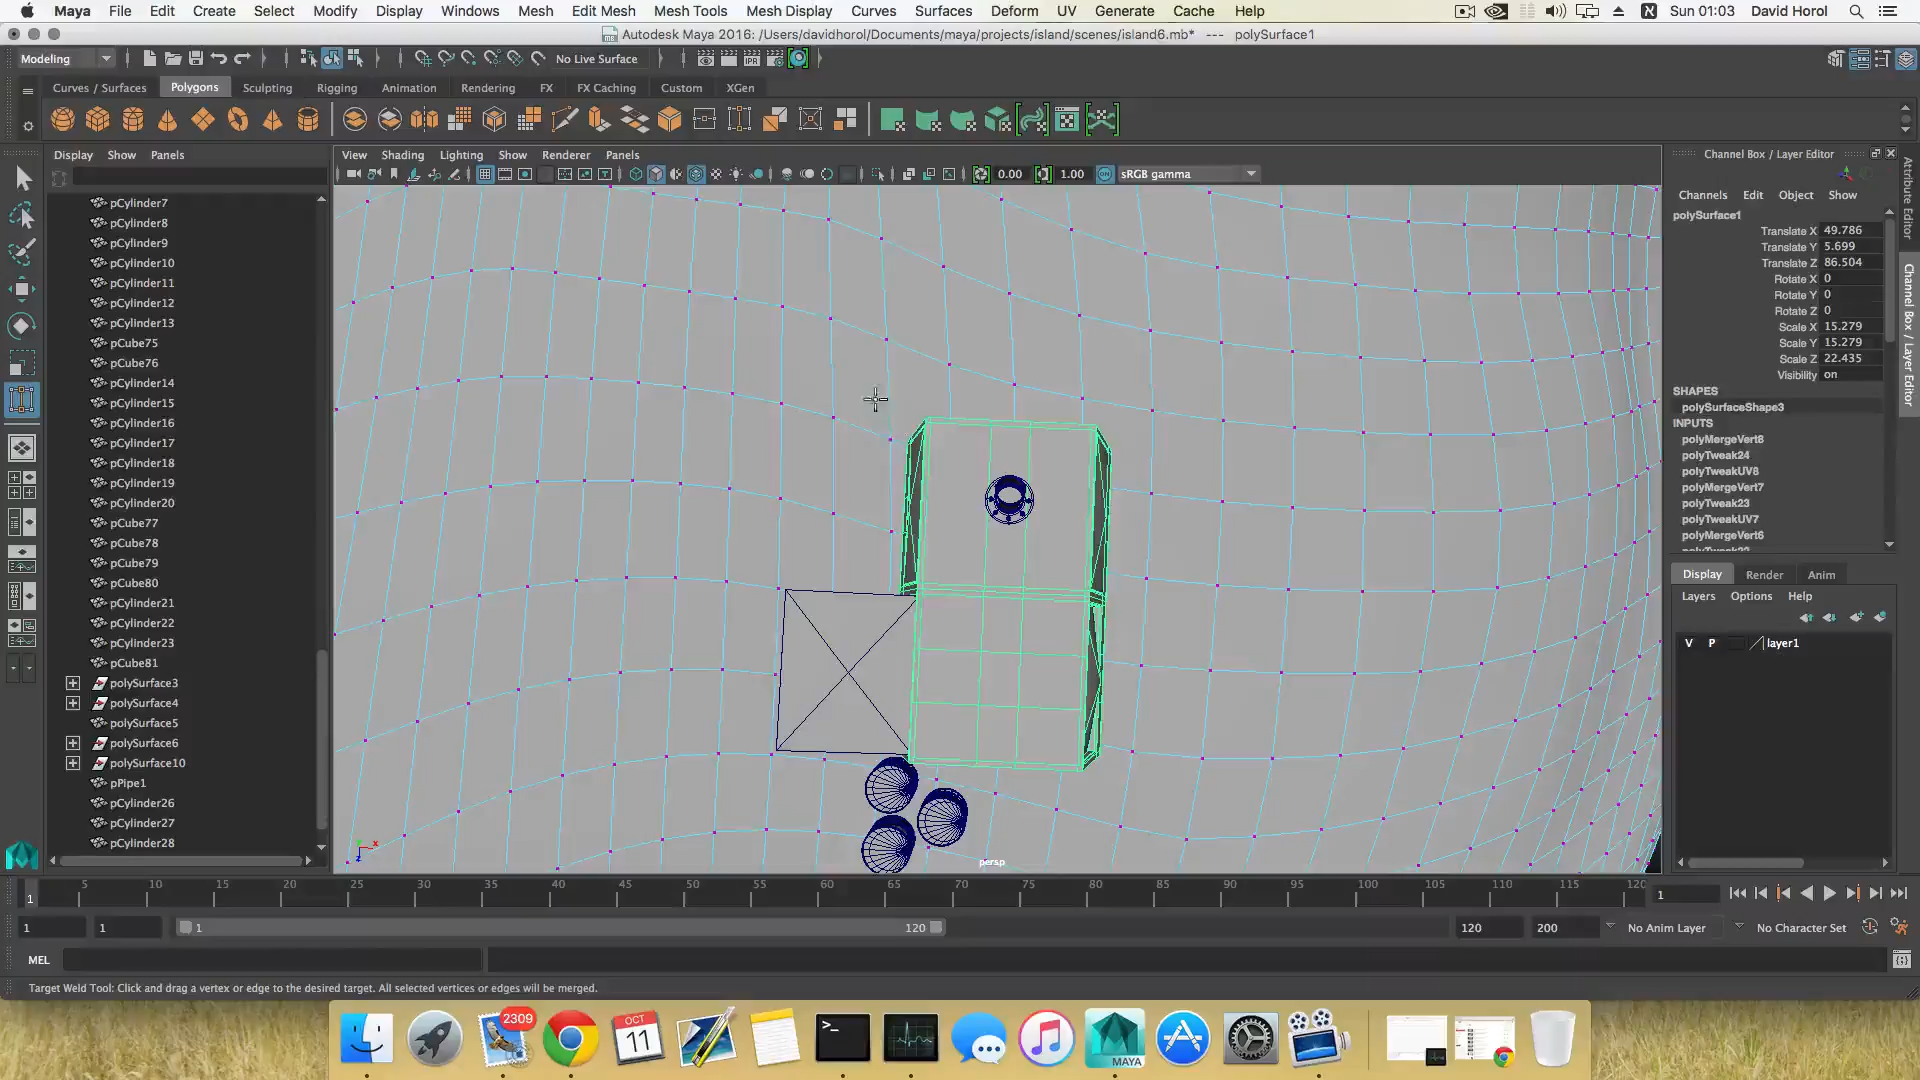 Maya File Edit Create Select Modify Display Windows Mesh Edit Mesh Mesh Tools Mesh Display Curves Surfaces Deform UV Generate Cache Help Sun 01:03 David Horol
Autodesk Maya 2016: /Users/davidhorol/Documents/maya/projects/island/scenes/island6.mb* --- polySurface1
Modeling No Live Surface
Curves / Surfaces Polygons Sculpting Rigging Animation Rendering FX FX Caching Custom XGen
IPR
Display Show Panels
View Shading Lighting Show Renderer Panels
0.00 1.00 sRGB gamma
pCylinder7
pCylinder8
pCylinder9
pCylinder10
pCylinder11
pCylinder12
pCylinder13
pCube75
pCube76
pCylinder14
pCylinder15
pCylinder16
pCylinder17
pCylinder18
pCylinder19
pCylinder20
pCube77
pCube78
pCube79
pCube80
pCylinder21
pCylinder22
pCylinder23
pCube81
polySurface3
polySurface4
polySurface5
polySurface6
polySurface10
pPipe1
pCylinder26
pCylinder27
pCylinder28
persp
Channel Box / Layer Editor
Channels Edit Object Show
polySurface1
Translate X 49.786
Translate Y 5.699
Translate Z 86.504
Rotate X 0
Rotate Y 0
Rotate Z 0
Scale X 15.279
Scale Y 15.279
Scale Z 22.435
Visibility on
SHAPES
polySurfaceShape3
INPUTS
polyMergeVert8
polyTweak24
polyTweakUV8
polyMergeVert7
polyTweak23
polyTweakUV7
polyMergeVert6
Display Render Anim
Layers Options Help
V P layer1
Attribute Editor
Channel Box / Layer Editor
1 5 10 15 20 25 30 35 40 45 50 55 60 65 70 75 80 85 90 95 100 105 110 115 120 1
1 1 1 120 120 200 No Anim Layer No Character Set
MEL
Target Weld Tool: Click and drag a vertex or edge to the desired target. All selected vertices or edges will be merged.
2309
OCT
11
MAYA